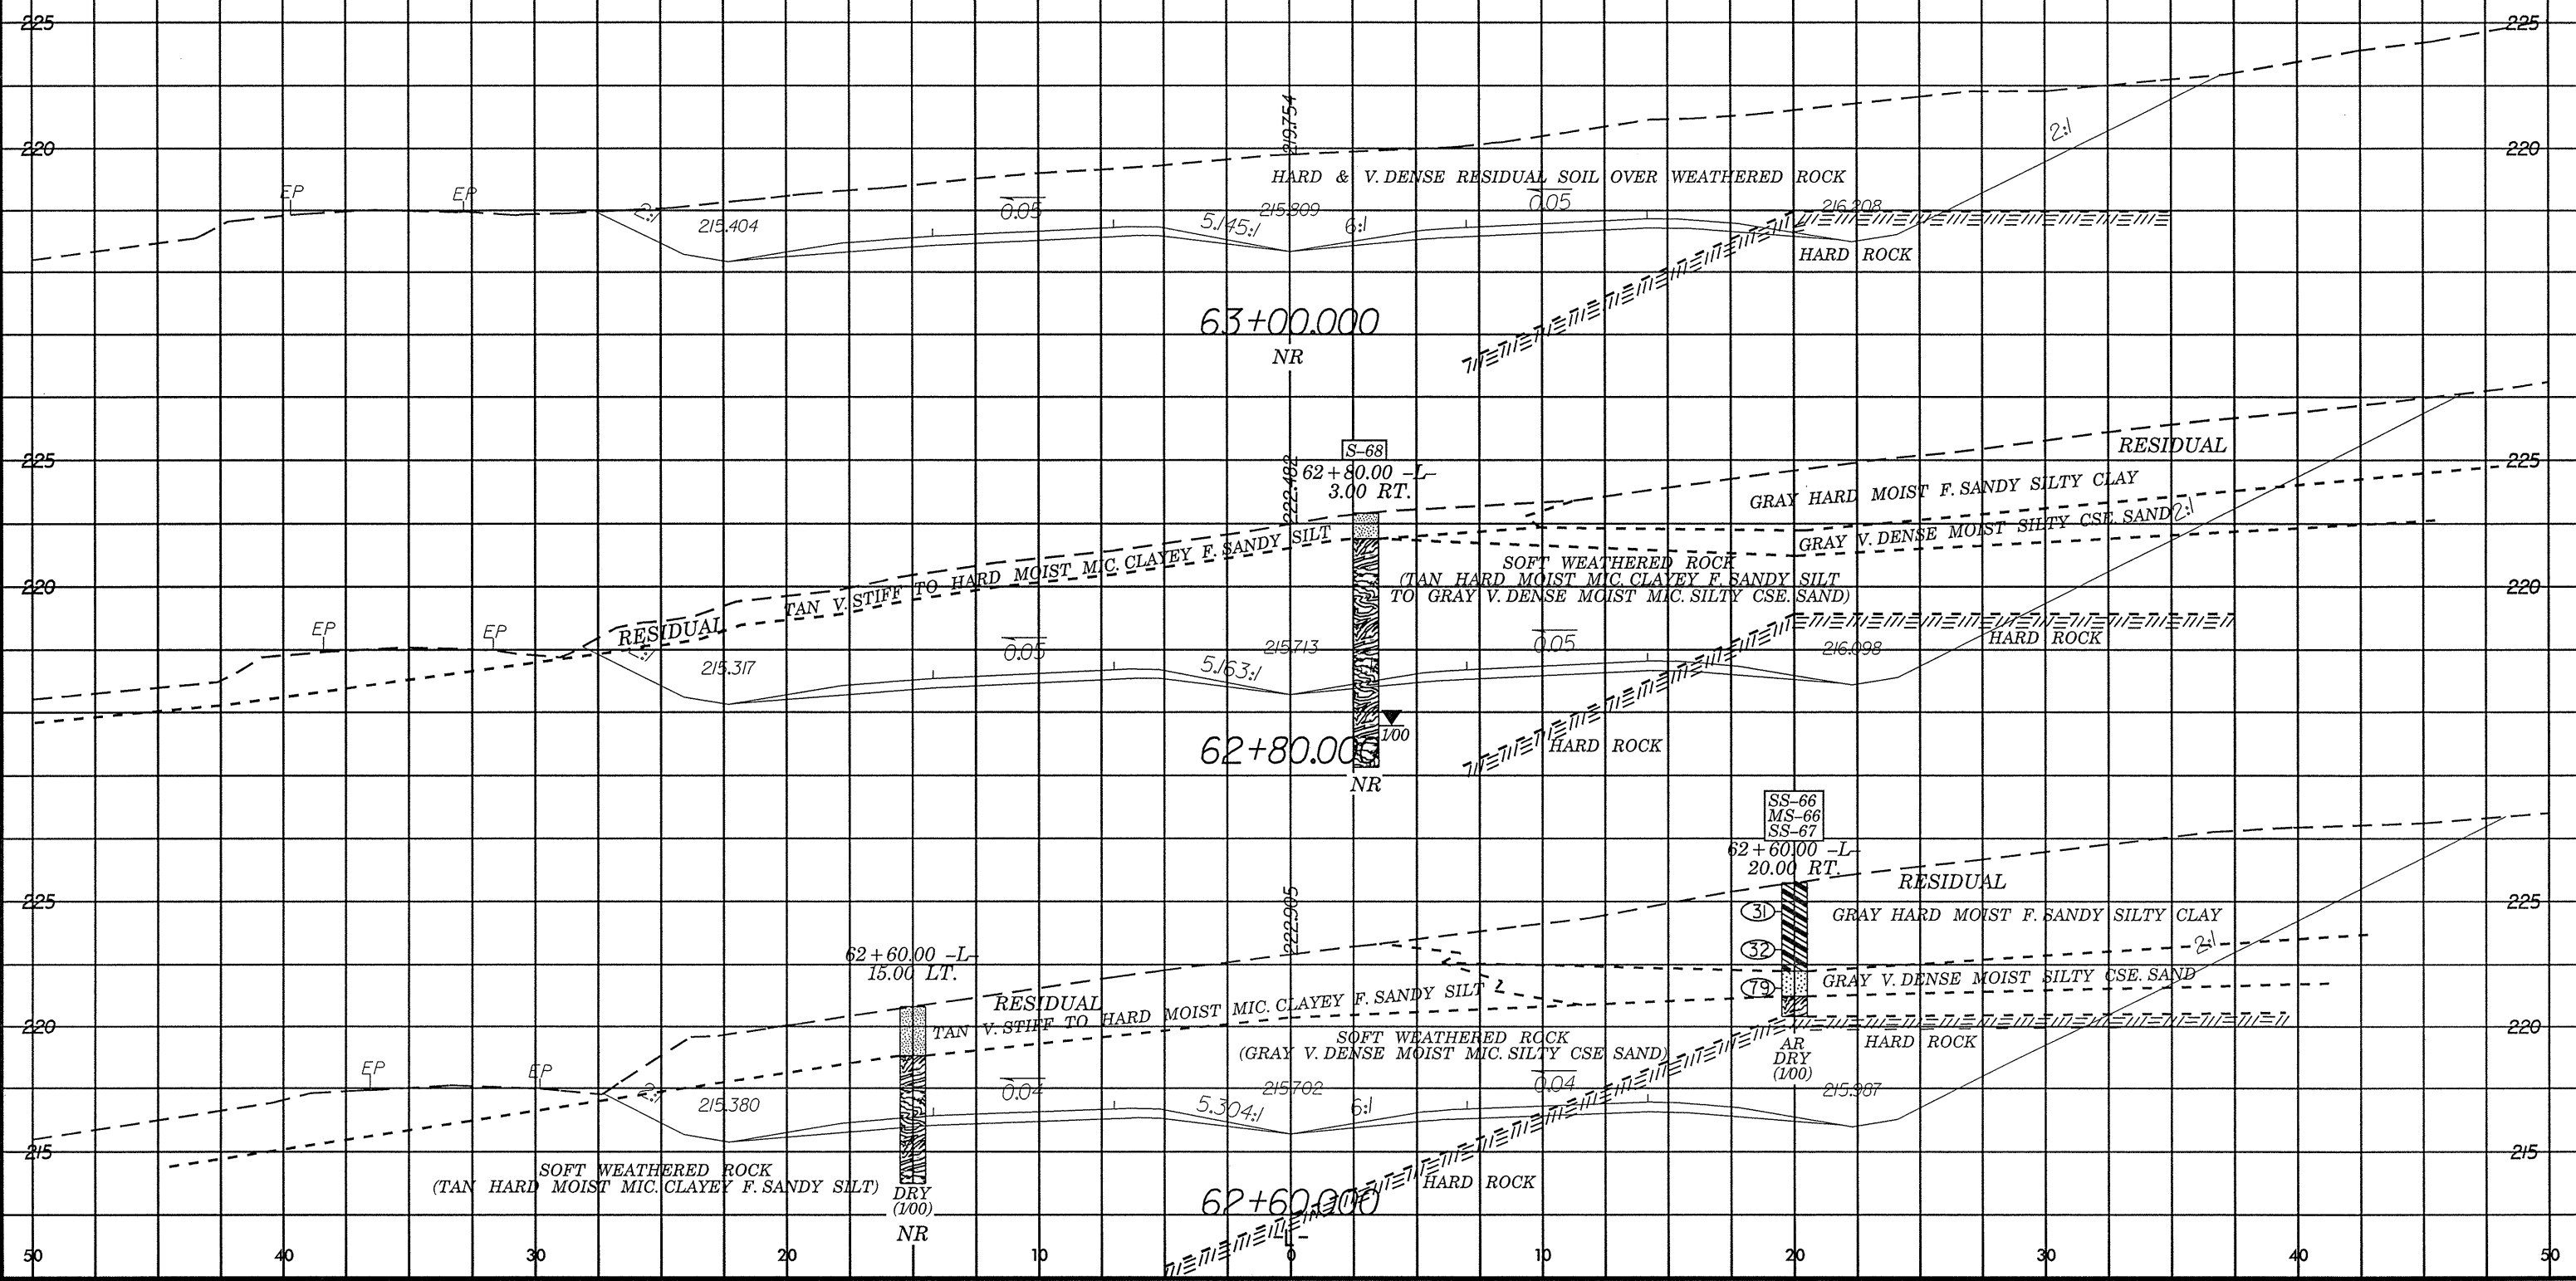 225 225
219.754
220 220
2:1
HARD & V. DENSE RESIDUAL SOIL OVER WEATHERED ROCK
EP EP
2:1 215.404 0.05 5.145:1 215.809 6:1 0.05 216.208
HARD ROCK
63+00.000
NR
S-68
225 225
RESIDUAL
222.482
62+80.00 -L-
3.00 RT.
GRAY HARD MOIST F. SANDY SILTY CLAY
GRAY V. DENSE MOIST SILTY CSE. SAND 2:1
TAN V. STIFF TO HARD MOIST MIC. CLAYEY F. SANDY SILT
SOFT WEATHERED ROCK
(TAN HARD MOIST MIC. CLAYEY F. SANDY SILT
TO GRAY V. DENSE MOIST MIC. SILTY CSE. SAND)
220 220
EP EP RESIDUAL
HARD ROCK
215.317 0.05 5.163:1 215.713 0.05 216.098
1/00
62+80.000
HARD ROCK
NR
SS-66
MS-66
SS-67
62+60.00 -L-
20.00 RT.
RESIDUAL
225 225
222.905
31
GRAY HARD MOIST F. SANDY SILTY CLAY
32
2:1
62+60.00 -L-
15.00 LT.
79
GRAY V. DENSE MOIST SILTY CSE. SAND
RESIDUAL
TAN V. STIFF TO HARD MOIST MIC. CLAYEY F. SANDY SILT
220 220
SOFT WEATHERED ROCK
(GRAY V. DENSE MOIST MIC. SILTY CSE SAND)
HARD ROCK
AR
DRY
(1/00)
EP EP
2:1 215.380 0.04 5.304:1 215.702 6:1 0.04 215.987
215 215
SOFT WEATHERED ROCK
(TAN HARD MOIST MIC. CLAYEY F. SANDY SILT)
HARD ROCK
DRY
(1/00)
NR
62+60.000
-L-
50 40 30 20 10 0 10 20 30 40 50